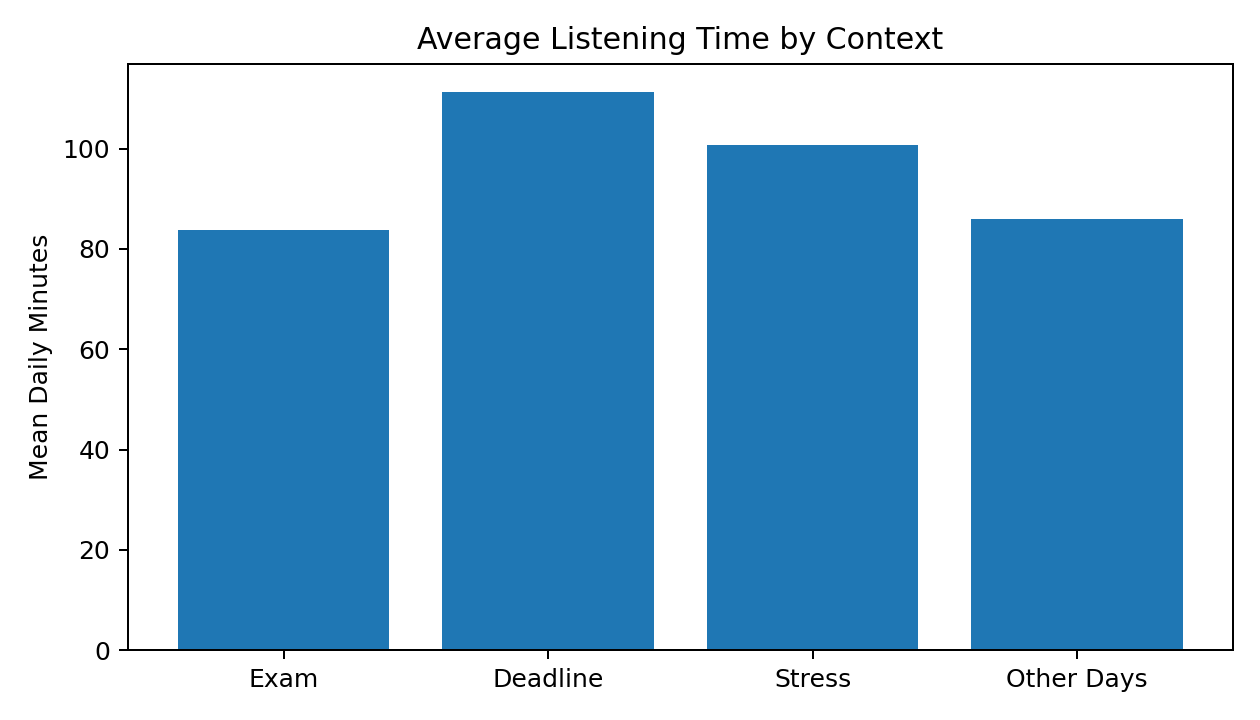 Average Listening Time by Context
Mean Daily Minutes
100
80
60
40
20
0
Exam
Deadline
Stress
Other Days